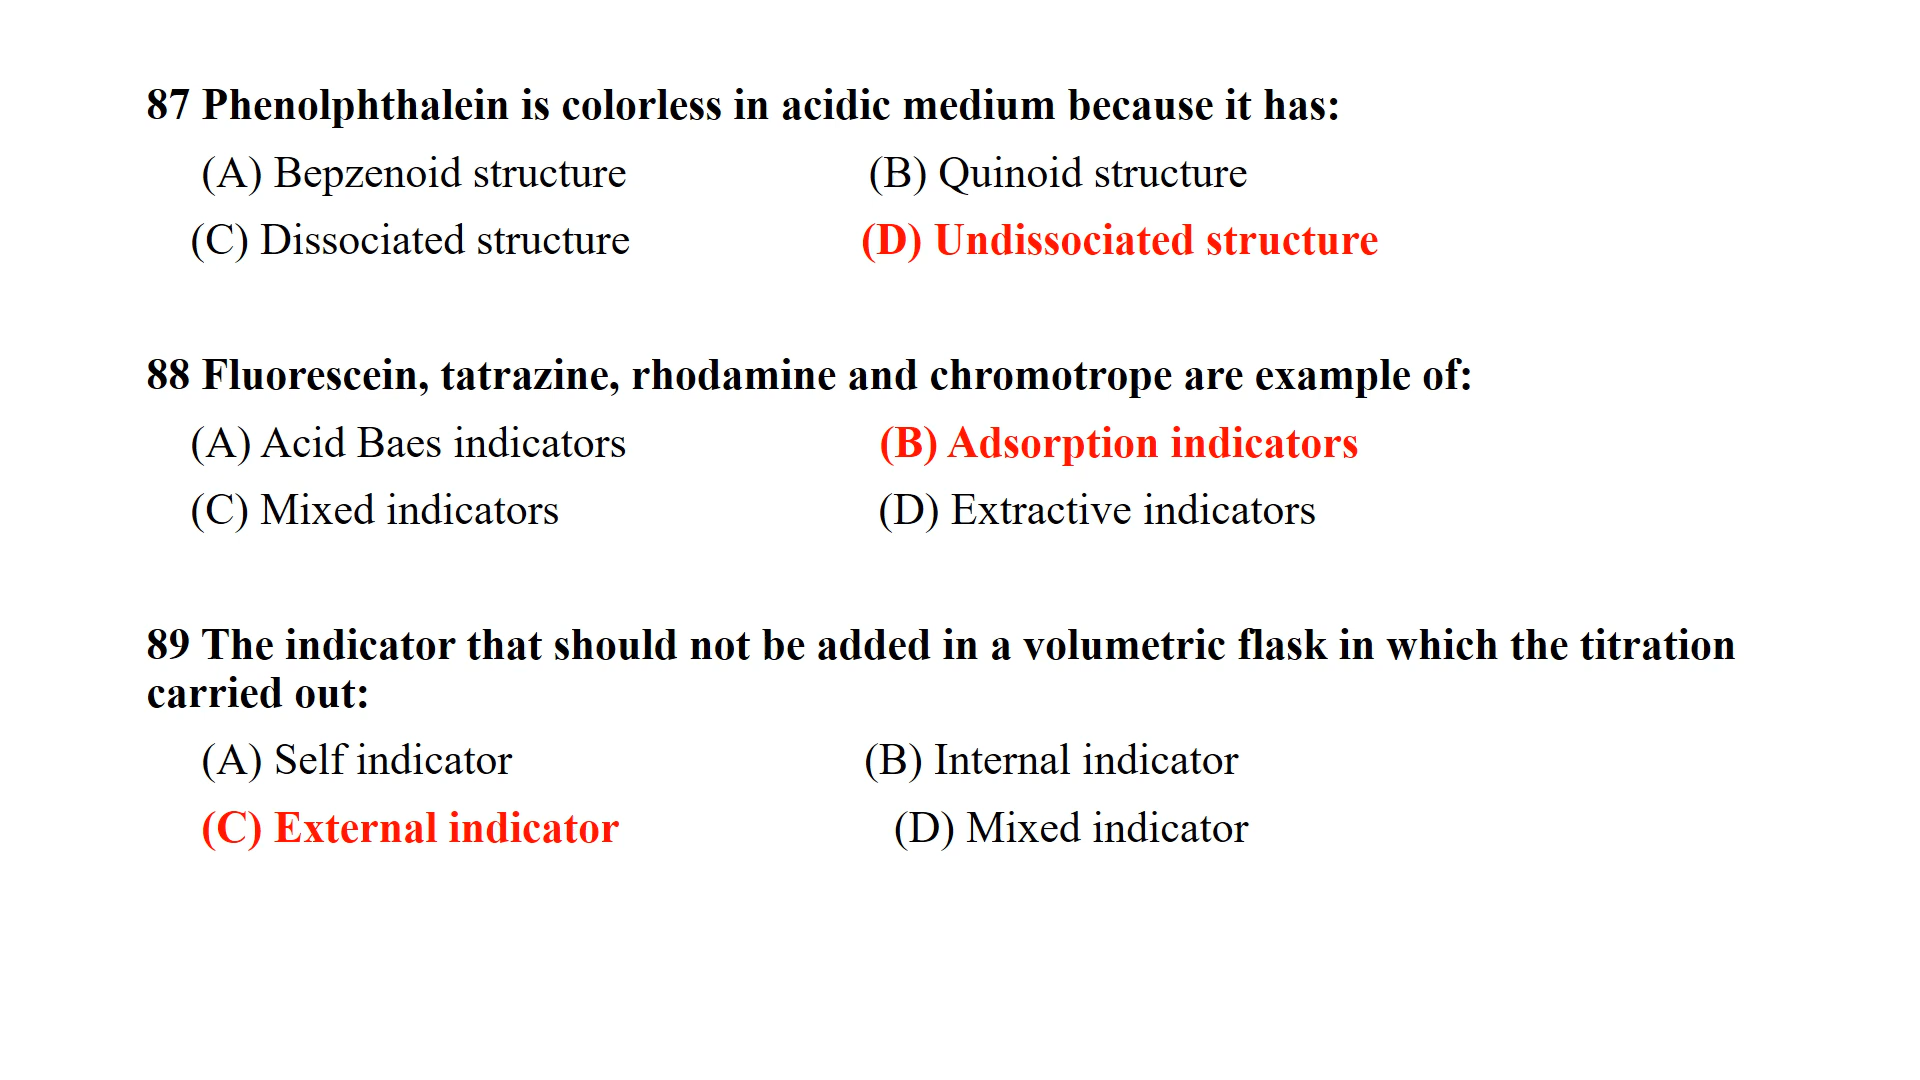 87 Phenolphthalein is colorless in acidic medium because it has:
(A) Bepzenoid structure (B) Quinoid structure
(C) Dissociated structure (D) Undissociated structure
88 Fluorescein, tatrazine, rhodamine and chromotrope are example of:
(A) Acid Baes indicators (B) Adsorption indicators
(C) Mixed indicators (D) Extractive indicators
89 The indicator that should not be added in a volumetric flask in which the titration
carried out:
(A) Self indicator (B) Internal indicator
(C) External indicator (D) Mixed indicator